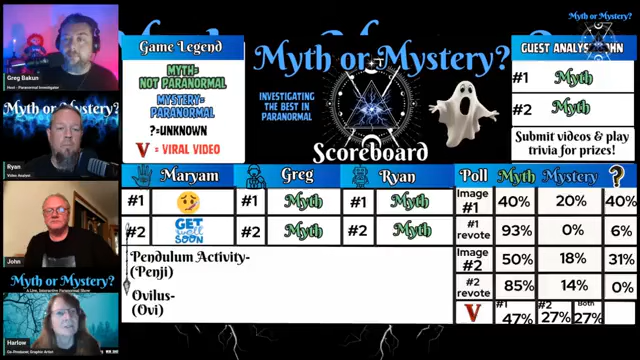 Greg Bakun
Host - Paranormal Investigator
Myth or Mystery?
Ryan
Video Analyst
John
Myth or Mystery?
A Live, Interactive Paranormal Show
Harlow
Co-Producer, Graphic Artist
Game Legend
MYTH=
NOT PARANORMAL
MYSTERY=
PARANORMAL
?=UNKNOWN
V = VIRAL VIDEO
Myth or Mystery?
INVESTIGATING
THE BEST IN
PARANORMAL
Scoreboard
Myth or Mystery?
GUEST ANALYS HN
#1 Myth
#2 Myth
Submit videos & play
trivia for prizes!
Maryam Greg Ryan Poll Myth Mystery ?
#1 #1 Myth #1 Myth Image #1 40% 20% 40%
#1 revote 93% 0% 6%
#2 GET well SOON #2 Myth #2 Myth Image #2 50% 18% 31%
#2 revote 85% 14% 0%
V #1 47% #2 27% Both 27%
Pendulum Activity-
(Penji)
Ovilus-
(Ovi)